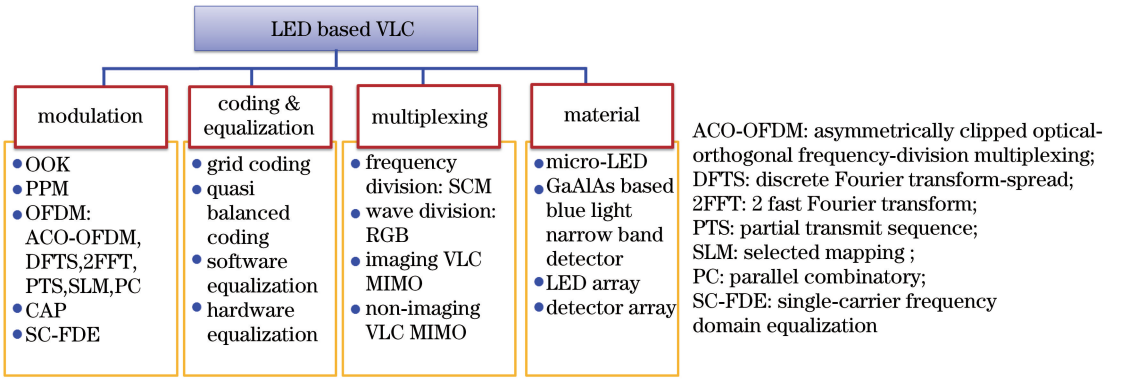 LED based VLC
modulation
OOK
PPM
OFDM:
ACO-OFDM,
DFTS,2FFT,
PTS,SLM,PC
CAP
SC-FDE
coding &
equalization
grid coding
quasi
balanced
coding
software
equalization
hardware
equalization
multiplexing
frequency
division: SCM
wave division:
RGB
imaging VLC
MIMO
non-imaging
VLC MIMO
material
micro-LED
GaAlAs based
blue light
narrow band
detector
LED array
detector array
ACO-OFDM: asymmetrically clipped optical-
orthogonal frequency-division multiplexing;
DFTS: discrete Fourier transform-spread;
2FFT: 2 fast Fourier transform;
PTS: partial transmit sequence;
SLM: selected mapping ;
PC: parallel combinatory;
SC-FDE: single-carrier frequency
domain equalization